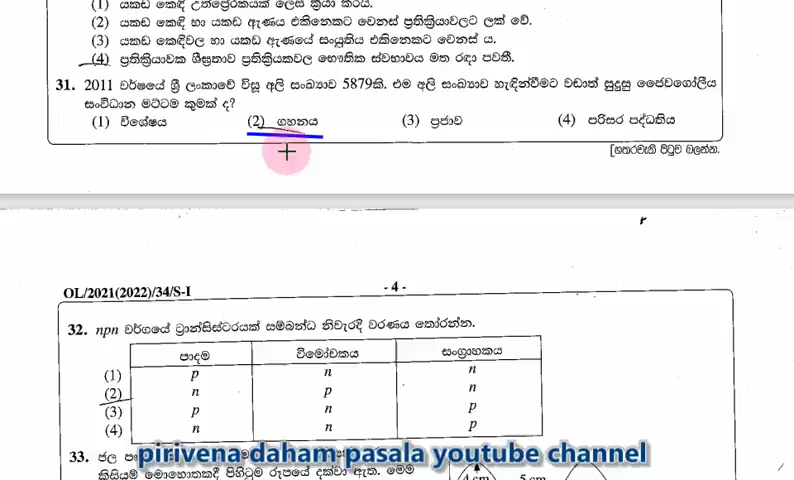 (1) යකඩ කෙඳි උත්ප්‍රේරකයක් ලෙස ක්‍රියා කරයි.
(2) යකඩ කෙඳි හා යකඩ ඇණය එකිනෙකට වෙනස් ප්‍රතික්‍රියාවලට ලක් වේ.
(3) යකඩ කෙඳිවල හා යකඩ ඇණයේ සංයුතිය එකිනෙකට වෙනස් ය.
(4) ප්‍රතික්‍රියාවක ශීඝ්‍රතාව ප්‍රතික්‍රියකවල භෞතික ස්වභාවය මත රඳා පවතී.
31. 2011 වර්ෂයේ ශ්‍රී ලංකාවේ විසූ අලි සංඛ්‍යාව 5879කි. එම අලි සංඛ්‍යාව හැඳින්වීමට වඩාත් සුදුසු ජෛවගෝලීය
සංවිධාන මට්ටම කුමක් ද?
(1) විශේෂය (2) ගහනය (3) ප්‍රජාව (4) පරිසර පද්ධතිය
[හතරවැනි පිටුව බලන්න.
OL/2021(2022)/34/S-I - 4 -
32. npn වර්ගයේ ට්‍රාන්සිස්ටරයක් සම්බන්ධ නිවැරදි වරණය තෝරන්න.
පාදම විමෝචකය සංග්‍රාහකය
(1) p n n
(2) n p n
(3) p n p
(4) n n p
33. ජල
pirivena daham pasala youtube channel
කිසියම් මොහොතකදී පිහිටුම රූපයේ දක්වා ඇත. මෙම
4 cm 5 cm